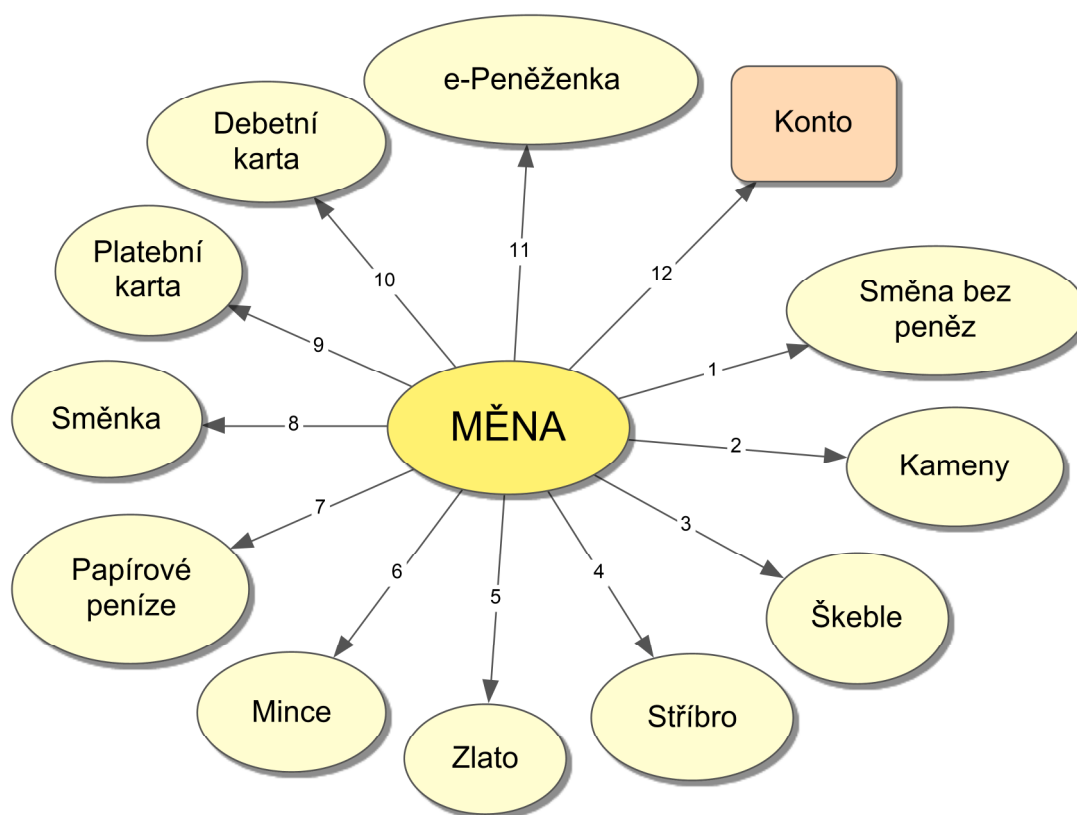 e-Peněženka
Konto
Debetní
karta
11
10
12
Platební
karta
Směna bez
peněz
9
1
MĚNA
Směnka
8
2
Kameny
7
3
Papírové
peníze
6
5
4
Škeble
Mince
Zlato
Stříbro